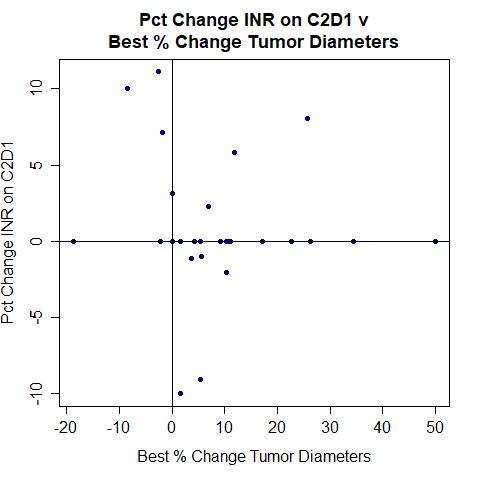 Pct Change INR on C2D1 v
Best % Change Tumor Diameters
Pct Change INR on C2D1
10
5
0
-5
-10
-20 -10 0 10 20 30 40 50
Best % Change Tumor Diameters